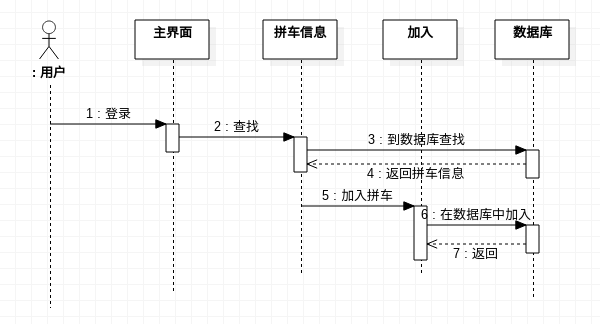 主界面
拼车信息
加入
数据库
: 用户
1 : 登录
2 : 查找
3 : 到数据库查找
4 : 返回拼车信息
5 : 加入拼车
6 : 在数据库中加入
7 : 返回